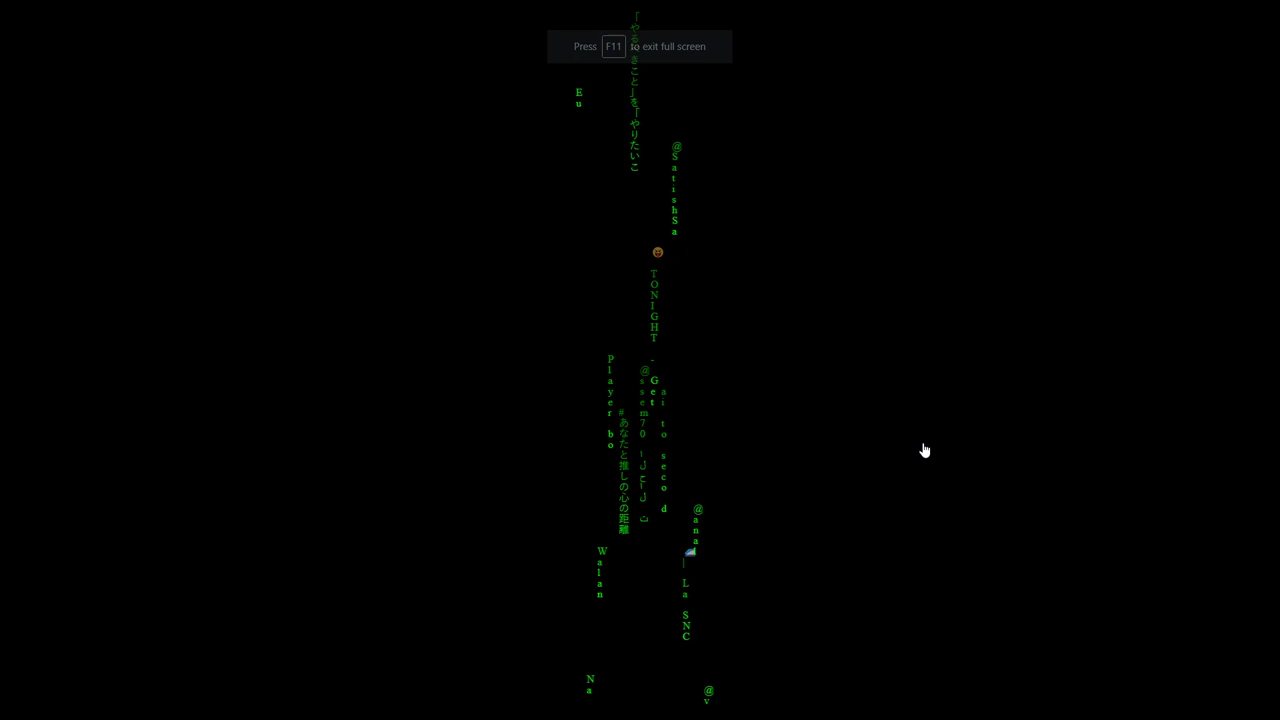 Press F11 to exit full screen
「やるべきこと」を「やりたいこ
Eu
@SatishSa
TONIGHT - Get
Player bo
@ssem70
ai to seco d
#あなたと推しの心の距離
@ana
Walan
| La SNC
Na
@v